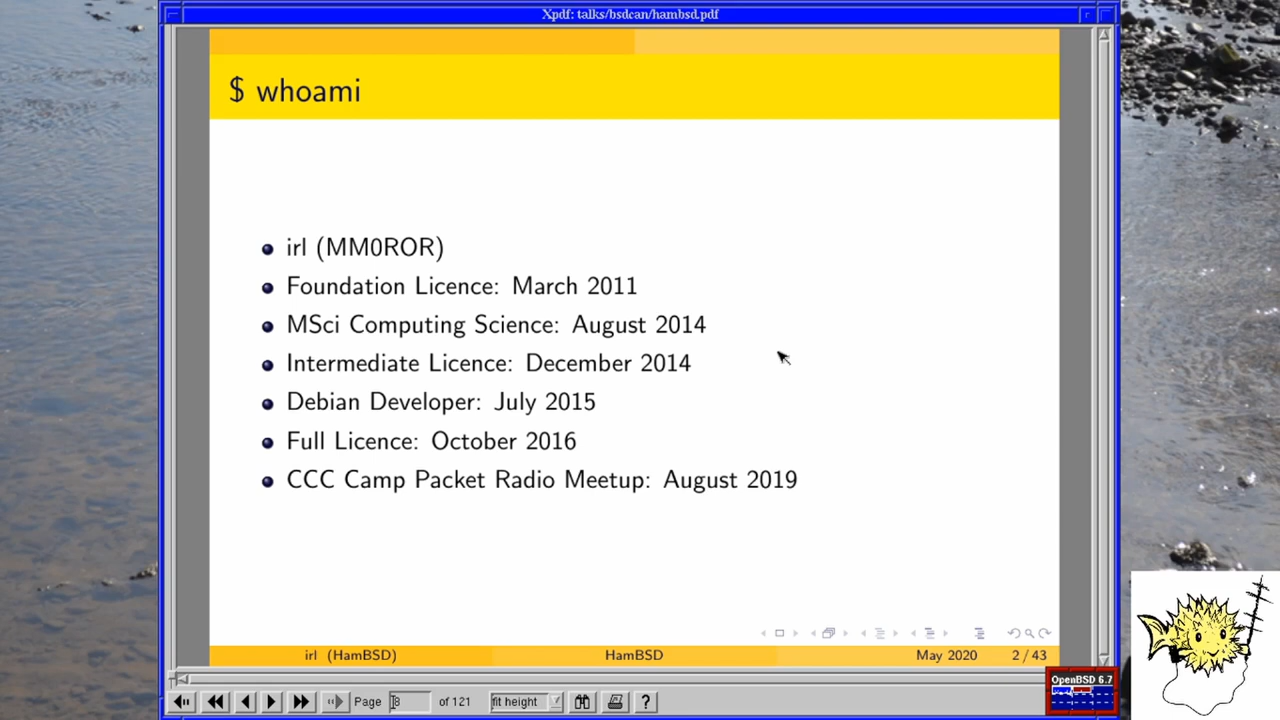 Xpdf: talks/bsdcan/hambsd.pdf
$ whoami
irl (MM0ROR)
Foundation Licence: March 2011
MSci Computing Science: August 2014
Intermediate Licence: December 2014
Debian Developer: July 2015
Full Licence: October 2016
CCC Camp Packet Radio Meetup: August 2019
irl (HamBSD) HamBSD May 2020 2 / 43
Page 8 of 121 fit height ?
OpenBSD 6.7